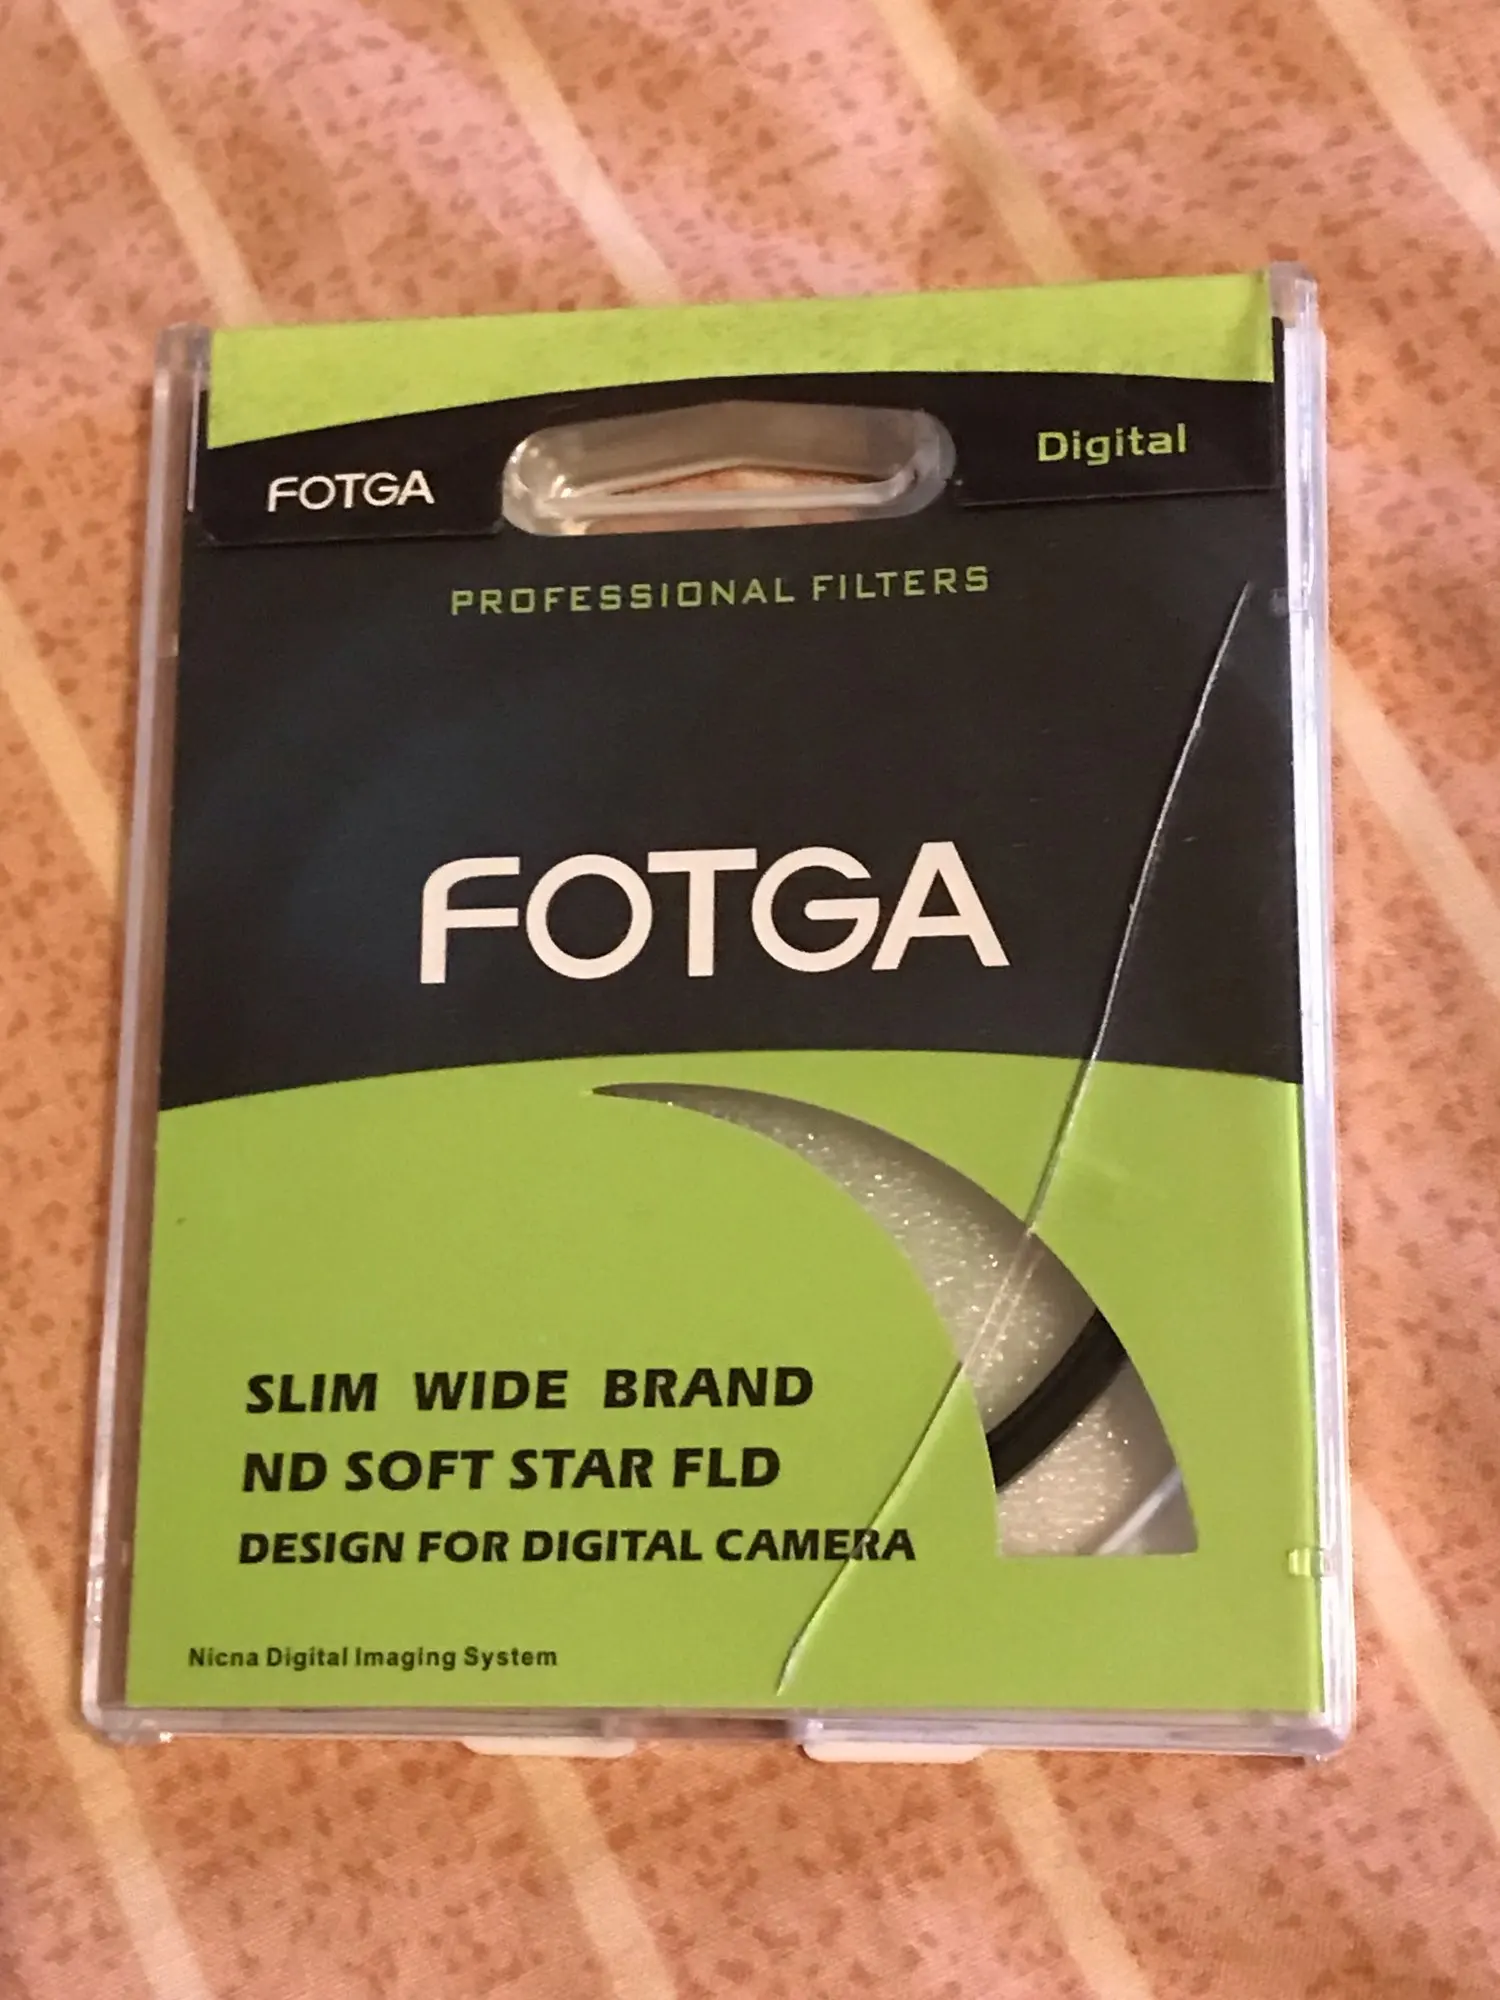 FOTGA
Digital
PROFESSIONAL FILTERS
FOTGA
SLIM WIDE BRAND
ND SOFT STAR FLD
DESIGN FOR DIGITAL CAMERA
Nicna Digital Imaging System